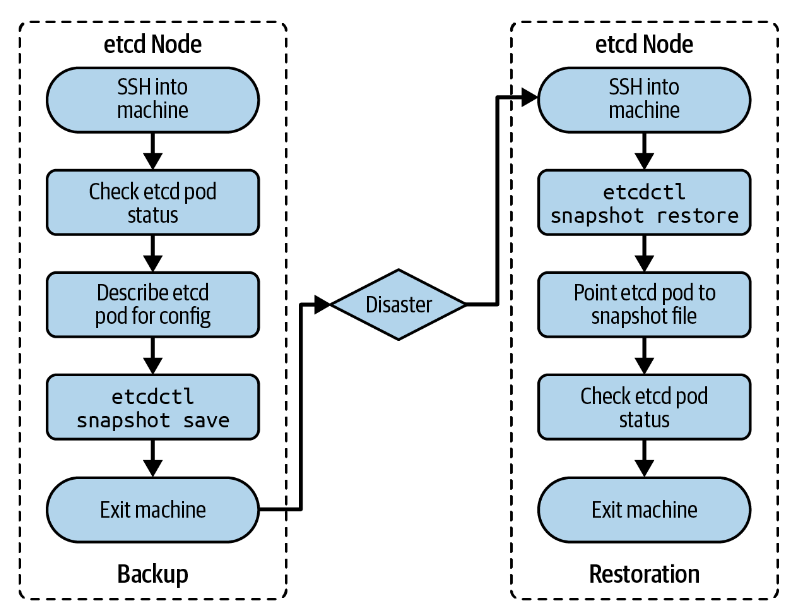 etcd Node
SSH into
machine
Check etcd pod
status
Describe etcd
pod for config
etcdctl
snapshot save
Exit machine
Backup
Disaster
etcd Node
SSH into
machine
etcdctl
snapshot restore
Point etcd pod to
snapshot file
Check etcd pod
status
Exit machine
Restoration